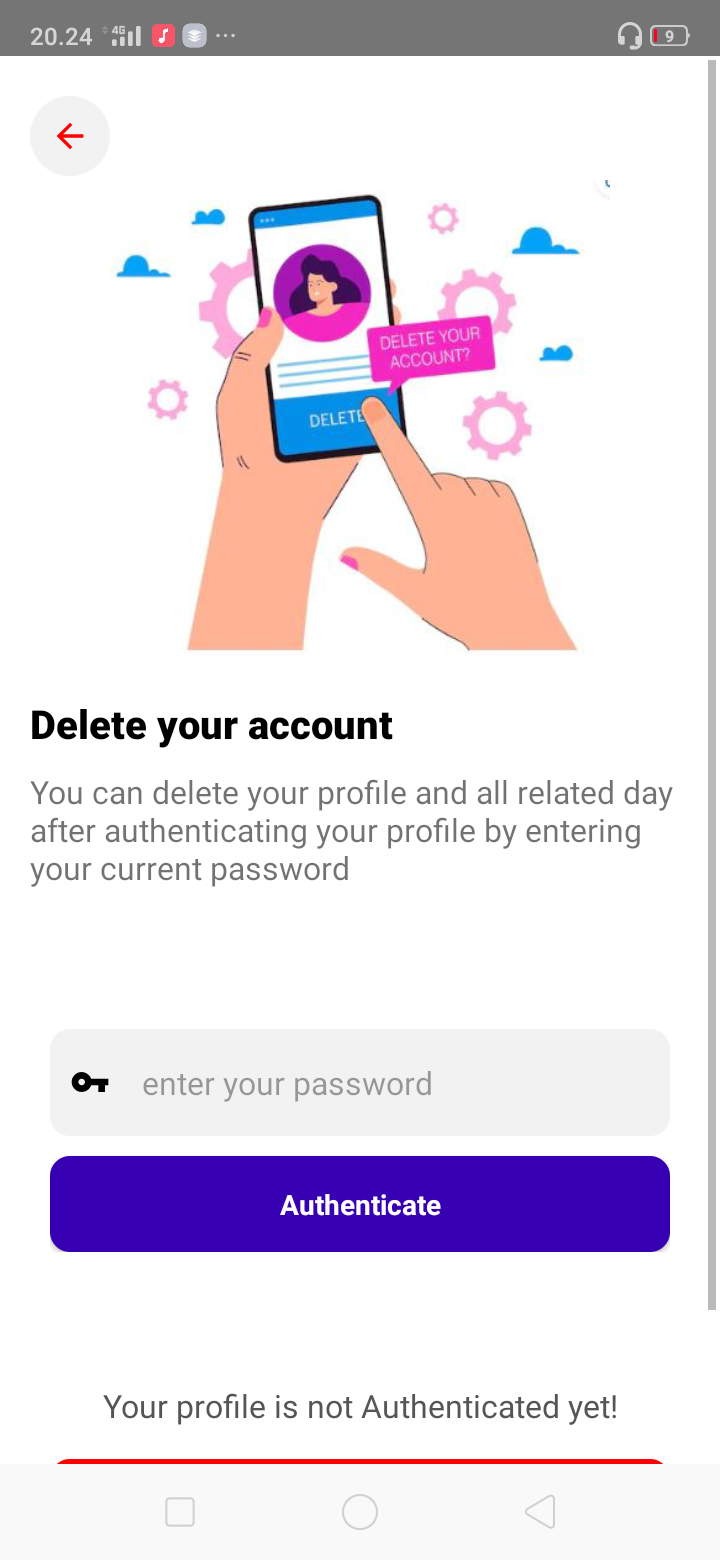 20.24 4G 9
DELETE YOUR
ACCOUNT?
DELETE
Delete your account
You can delete your profile and all related day
after authenticating your profile by entering
your current password
enter your password
Authenticate
Your profile is not Authenticated yet!